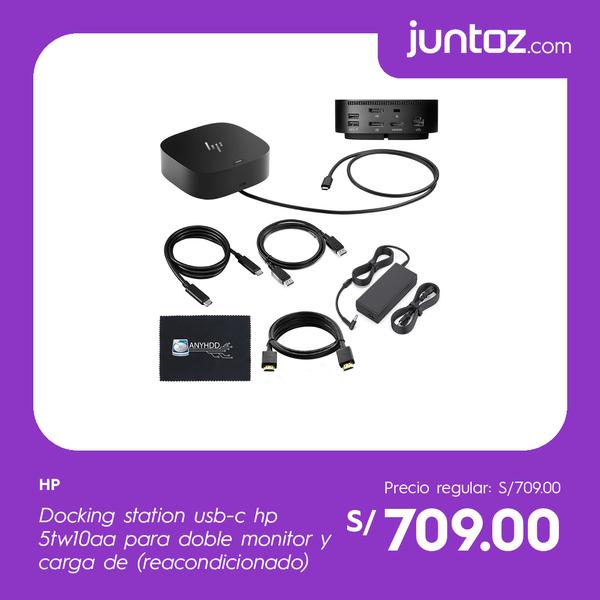 juntoz.com
hp
ANYHDD
HP
Precio regular: S/709.00
Docking station usb-c hp
5tw10aa para doble monitor y
carga de (reacondicionado)
S/709.00